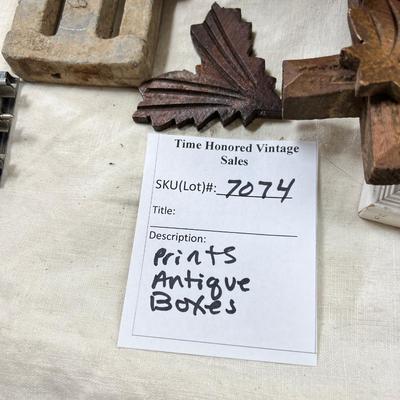 Time Honored Vintage
Sales
SKU(Lot)#: 7074
Title:
Description:
Prints
Antique
Boxes